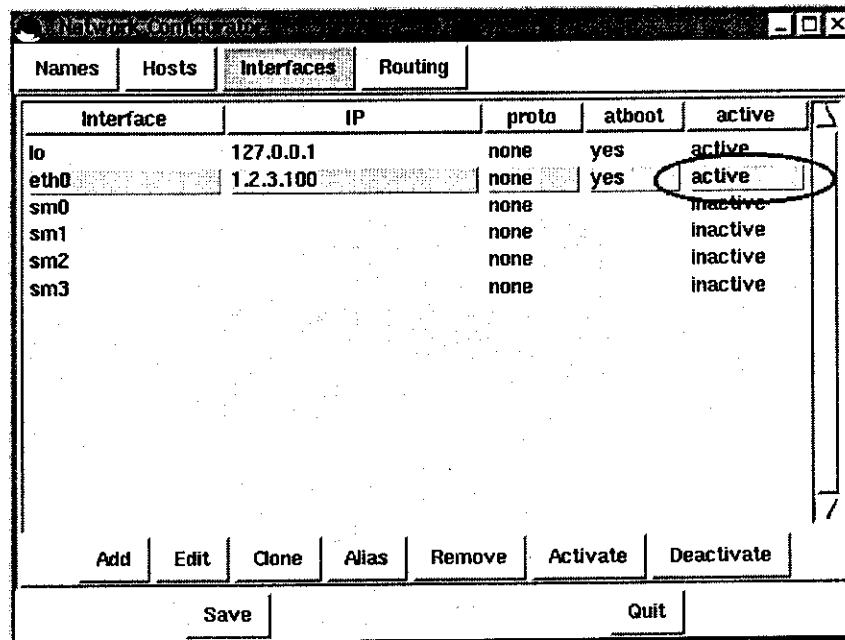 Network Configurator
Names Hosts Interfaces Routing
Interface IP proto atboot active
lo 127.0.0.1 none yes active
eth0 1.2.3.100 none yes active
sm0 none inactive
sm1 none inactive
sm2 none inactive
sm3 none inactive
Add Edit Clone Alias Remove Activate Deactivate
Save Quit